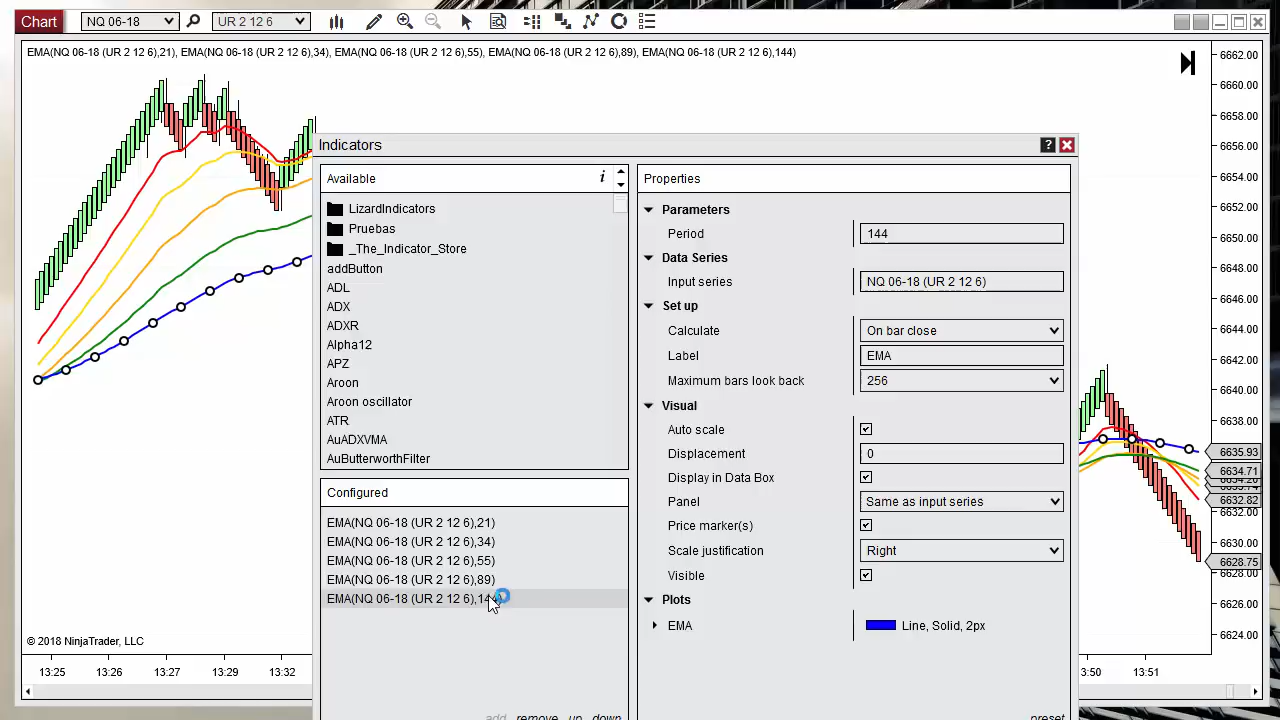 Chart NQ 06-18 UR 2 12 6
EMA(NQ 06-18 (UR 2 12 6),21), EMA(NQ 06-18 (UR 2 12 6),34), EMA(NQ 06-18 (UR 2 12 6),55), EMA(NQ 06-18 (UR 2 12 6),89), EMA(NQ 06-18 (UR 2 12 6),144)
Indicators
?
Available i
LizardIndicators
Pruebas
_The_Indicator_Store
addButton
ADL
ADX
ADXR
Alpha12
APZ
Aroon
Aroon oscillator
ATR
AuADXVMA
AuButterworthFilter
Configured
EMA(NQ 06-18 (UR 2 12 6),21)
EMA(NQ 06-18 (UR 2 12 6),34)
EMA(NQ 06-18 (UR 2 12 6),55)
EMA(NQ 06-18 (UR 2 12 6),89)
EMA(NQ 06-18 (UR 2 12 6),144)
add remove up down
Properties
Parameters
Period 144
Data Series
Input series NQ 06-18 (UR 2 12 6)
Set up
Calculate On bar close
Label EMA
Maximum bars look back 256
Visual
Auto scale
Displacement 0
Display in Data Box
Panel Same as input series
Price marker(s)
Scale justification Right
Visible
Plots
EMA Line, Solid, 2px
preset
6662.00
6660.00
6658.00
6656.00
6654.00
6652.00
6650.00
6648.00
6646.00
6644.00
6642.00
6640.00
6638.00
6635.93
6634.71
6632.82
6632.00
6630.00
6628.75
6628.00
6626.00
6624.00
© 2018 NinjaTrader, LLC
13:25 13:26 13:27 13:29 13:32 3:50 13:51